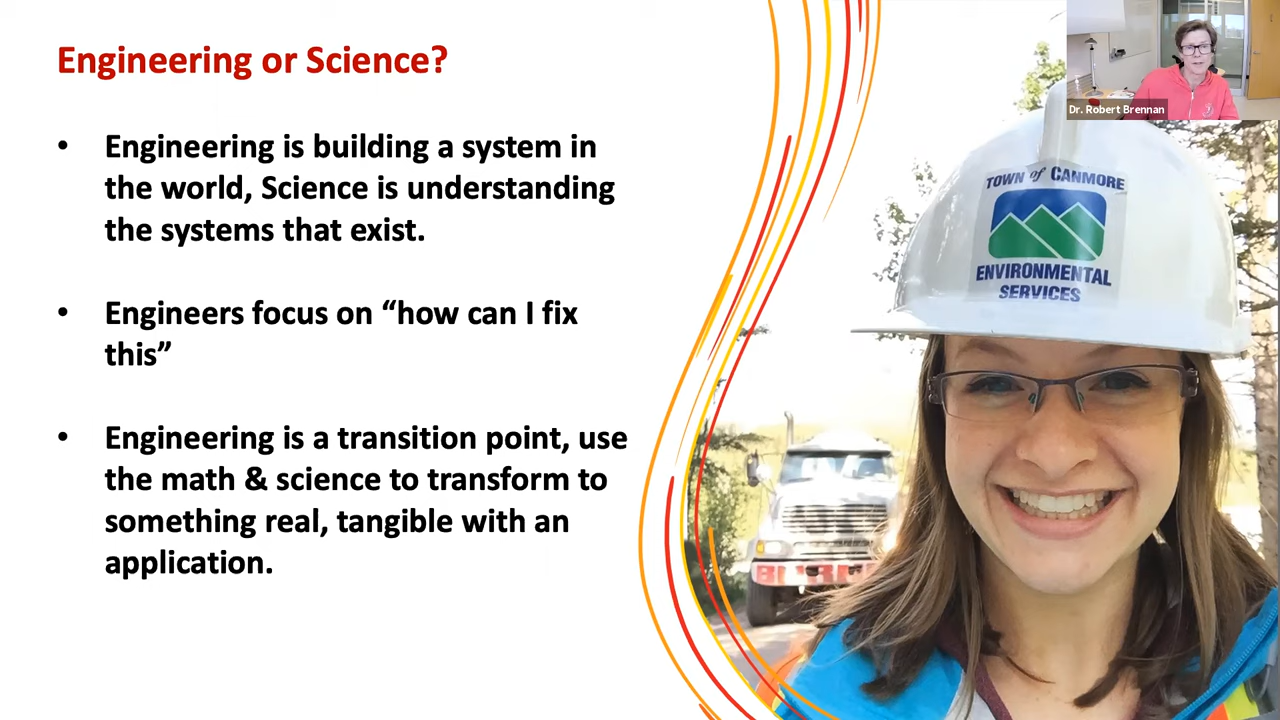 Engineering or Science?
• Engineering is building a system in
the world, Science is understanding
the systems that exist.
• Engineers focus on “how can I fix
this”
• Engineering is a transition point, use
the math & science to transform to
something real, tangible with an
application.
Dr. Robert Brennan
TOWN of CANMORE
ENVIRONMENTAL
SERVICES